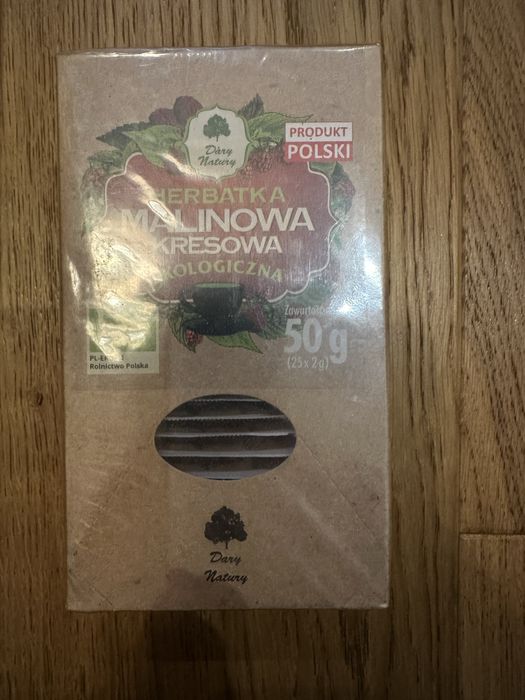 Dary
Natury
PRODUKT
POLSKI
HERBATKA
MALINOWA
KRESOWA
EKOLOGICZNA
50 g
(25 x 2 g)
Rolnictwo Polska
Dary
Natury